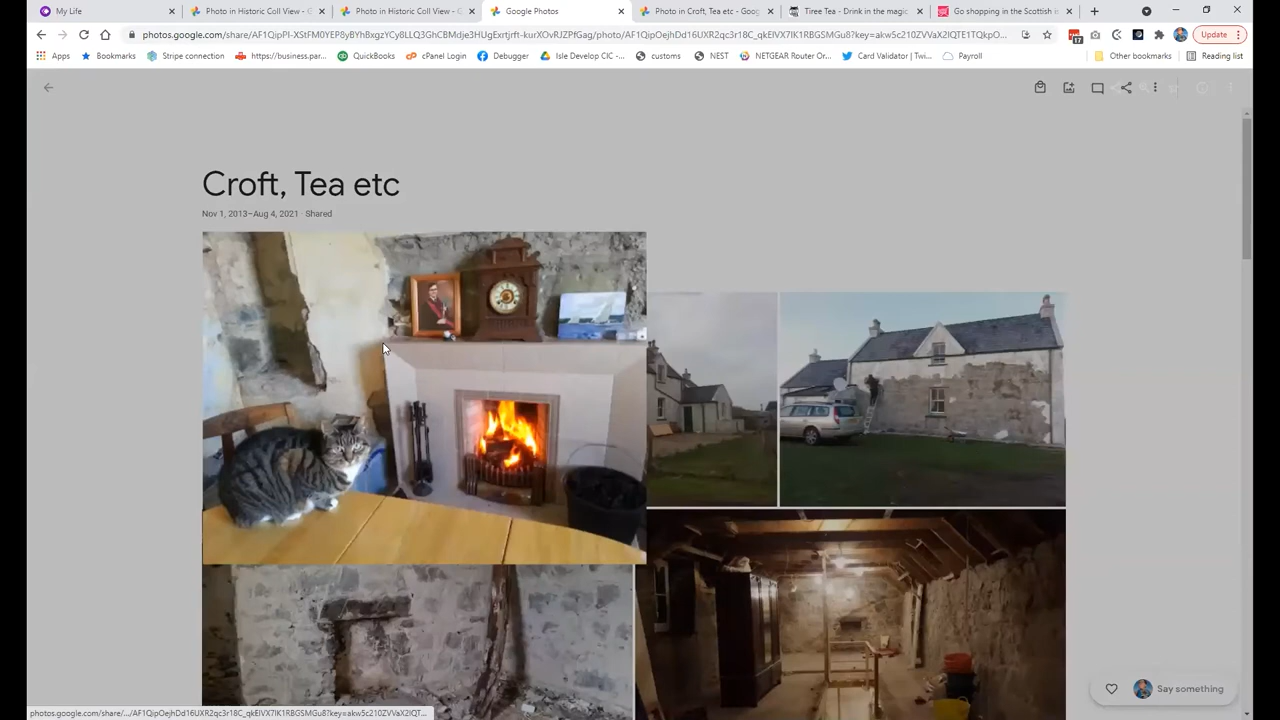 My Life
Photo in Historic Coll View - G
Photo in Historic Coll View - G
Google Photos
Photo in Croft, Tea etc - Goog
Tiree Tea - Drink in the magic
Go shopping in the Scottish is
photos.google.com/share/AF1QipPI-XStFM0YEP8yBYhBxgzYCy8LLQ3GhCBMdje3HUgExrtjrft-kurXOvRJZPfGag/photo/AF1QipOejhDd16UXR2qc3r18C_qkEIVX7IK1RBGSMGu8?key=akw5c210ZVVaX2lQTE1TQkpO...
Update
Apps
Bookmarks
Stripe connection
https://business.par...
QuickBooks
cPanel Login
Debugger
Isle Develop CIC -...
customs
NEST
NETGEAR Router Or...
Card Validator | Twi...
Payroll
Other bookmarks
Reading list
17
Croft, Tea etc
Nov 1, 2013–Aug 4, 2021 · Shared
Say something
photos.google.com/share/.../AF1QipOejhDd16UXR2qc3r18C_qkEIVX7IK1RBGSMGu8?key=akw5c210ZVVaX2lQT...